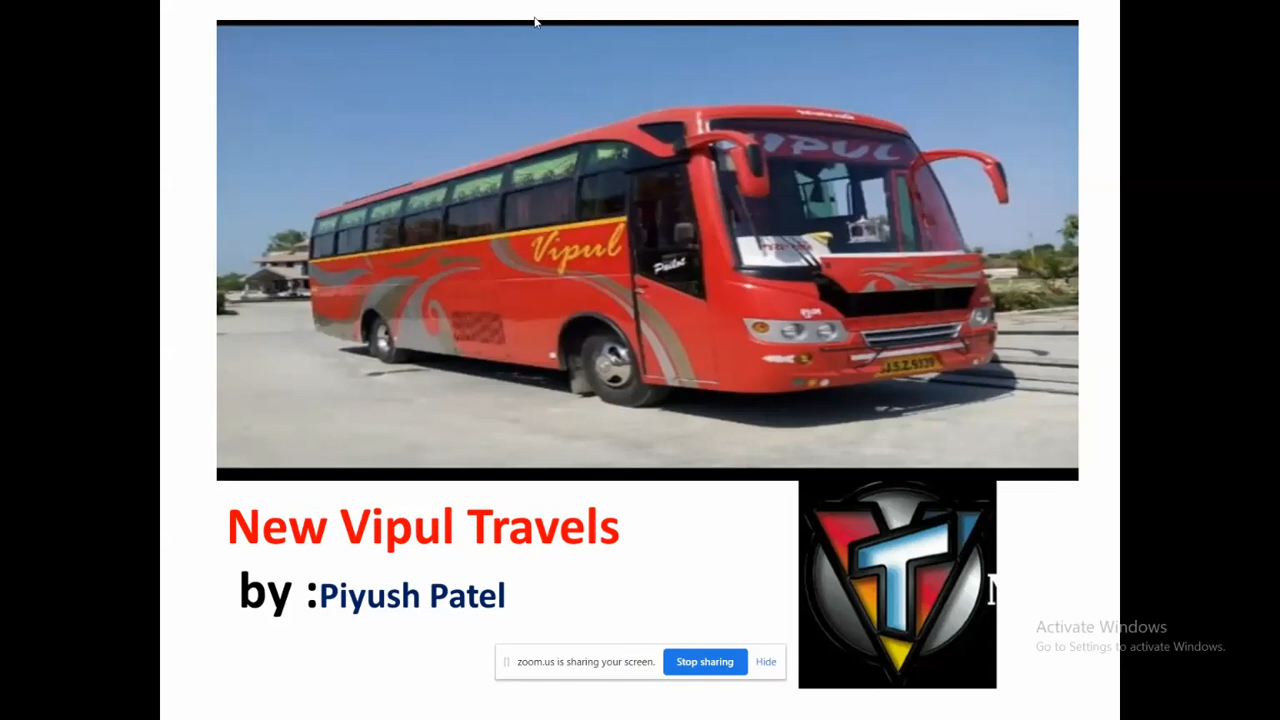 VIPUL
Vipul
New Vipul Travels
by :Piyush Patel
zoom.us is sharing your screen. Stop sharing Hide
Activate Windows
Go to Settings to activate Windows.